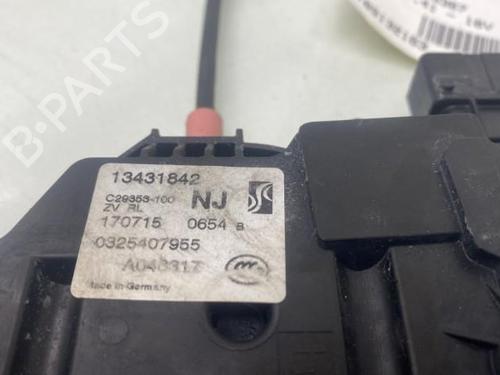 B-PARTS
13431842
NJ
C29353-100
ZV RL
170715 0654 B
0325407955
A048317
Made in Germany